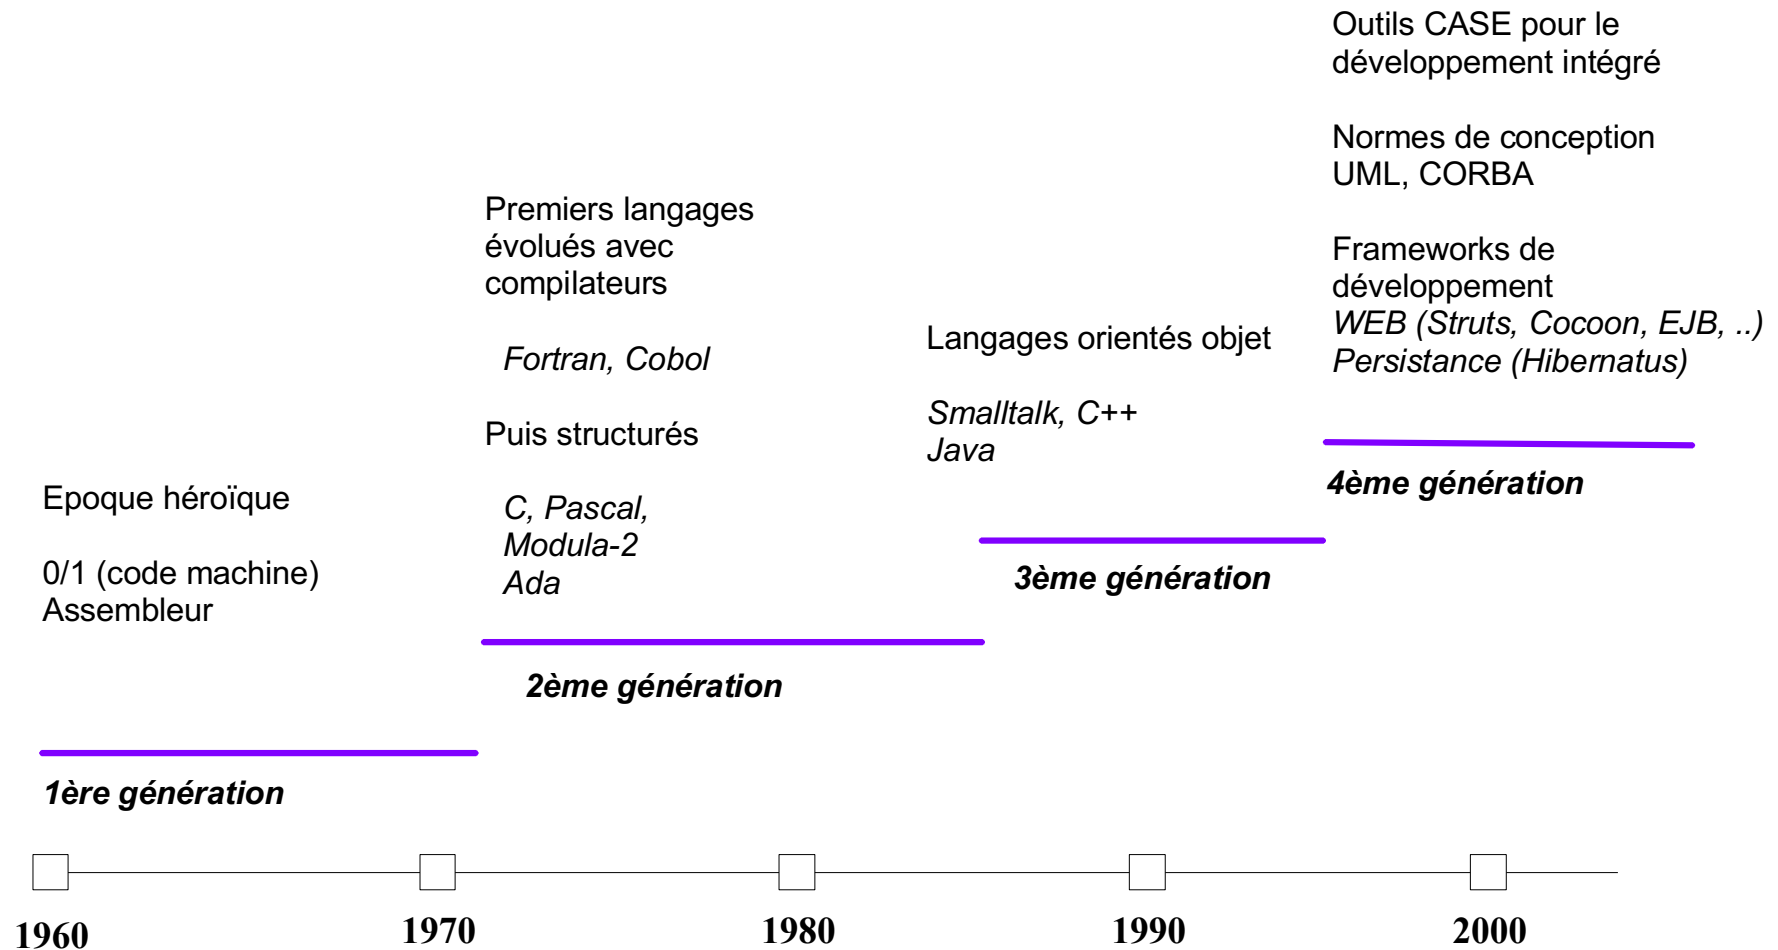 Epoque héroïque
0/1 (code machine)
Assembleur
1ère génération
Premiers langages
évolués avec
compilateurs
Fortran, Cobol
Puis structurés
C, Pascal,
Modula-2
Ada
2ème génération
Langages orientés objet
Smalltalk, C++
Java
3ème génération
Outils CASE pour le
développement intégré
Normes de conception
UML, CORBA
Frameworks de
développement
WEB (Struts, Cocoon, EJB, ..)
Persistance (Hibernatus)
4ème génération
1960
1970
1980
1990
2000